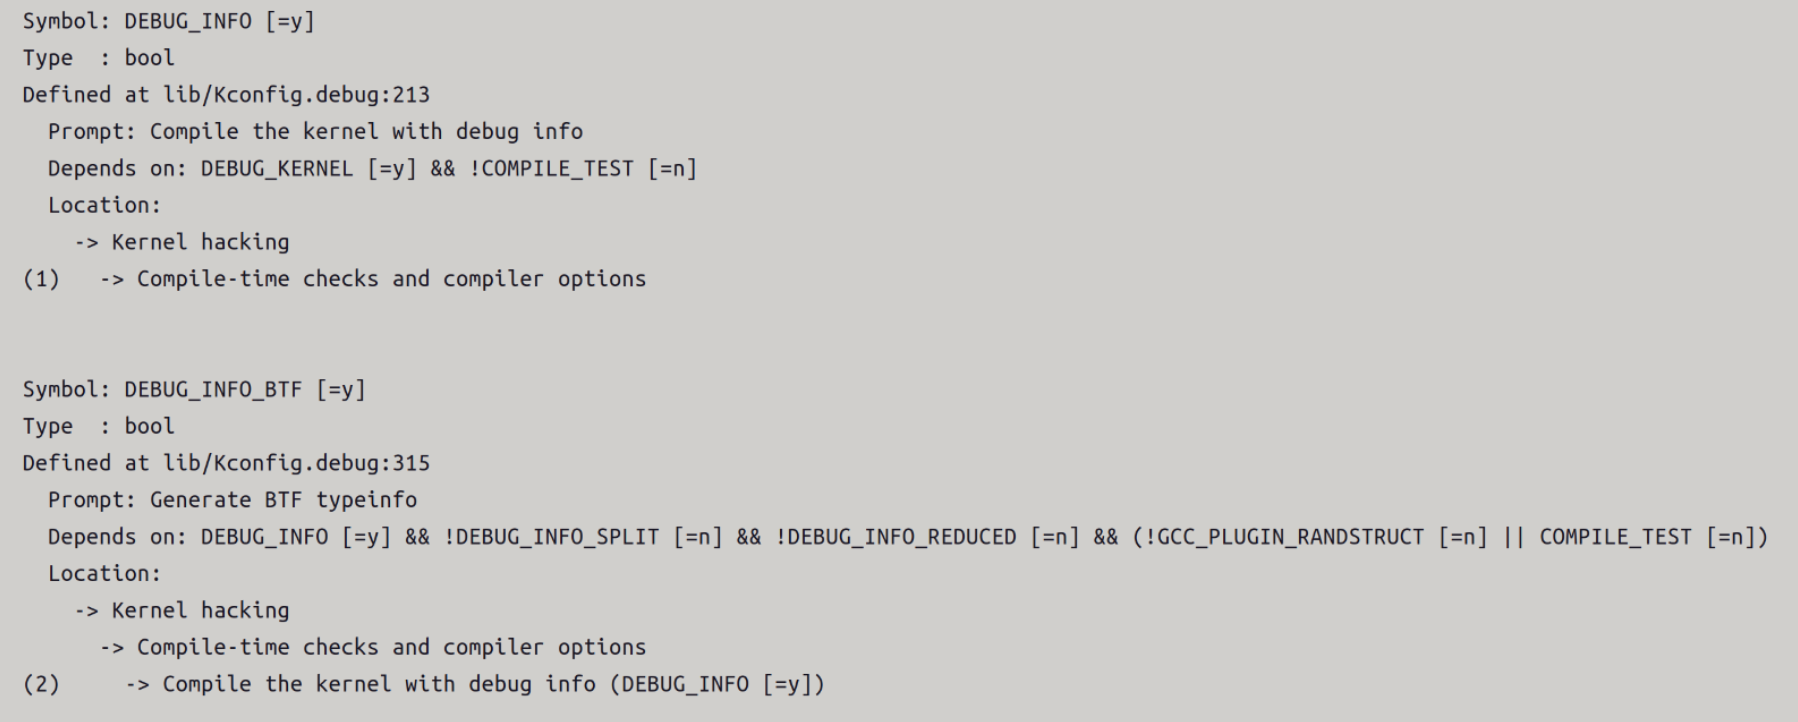 Symbol: DEBUG_INFO [=y]
Type  : bool
Defined at lib/Kconfig.debug:213
  Prompt: Compile the kernel with debug info
  Depends on: DEBUG_KERNEL [=y] && !COMPILE_TEST [=n]
  Location:
    -> Kernel hacking
(1)   -> Compile-time checks and compiler options
Symbol: DEBUG_INFO_BTF [=y]
Type  : bool
Defined at lib/Kconfig.debug:315
  Prompt: Generate BTF typeinfo
  Depends on: DEBUG_INFO [=y] && !DEBUG_INFO_SPLIT [=n] && !DEBUG_INFO_REDUCED [=n] && (!GCC_PLUGIN_RANDSTRUCT [=n] || COMPILE_TEST [=n])
  Location:
    -> Kernel hacking
      -> Compile-time checks and compiler options
(2)     -> Compile the kernel with debug info (DEBUG_INFO [=y])